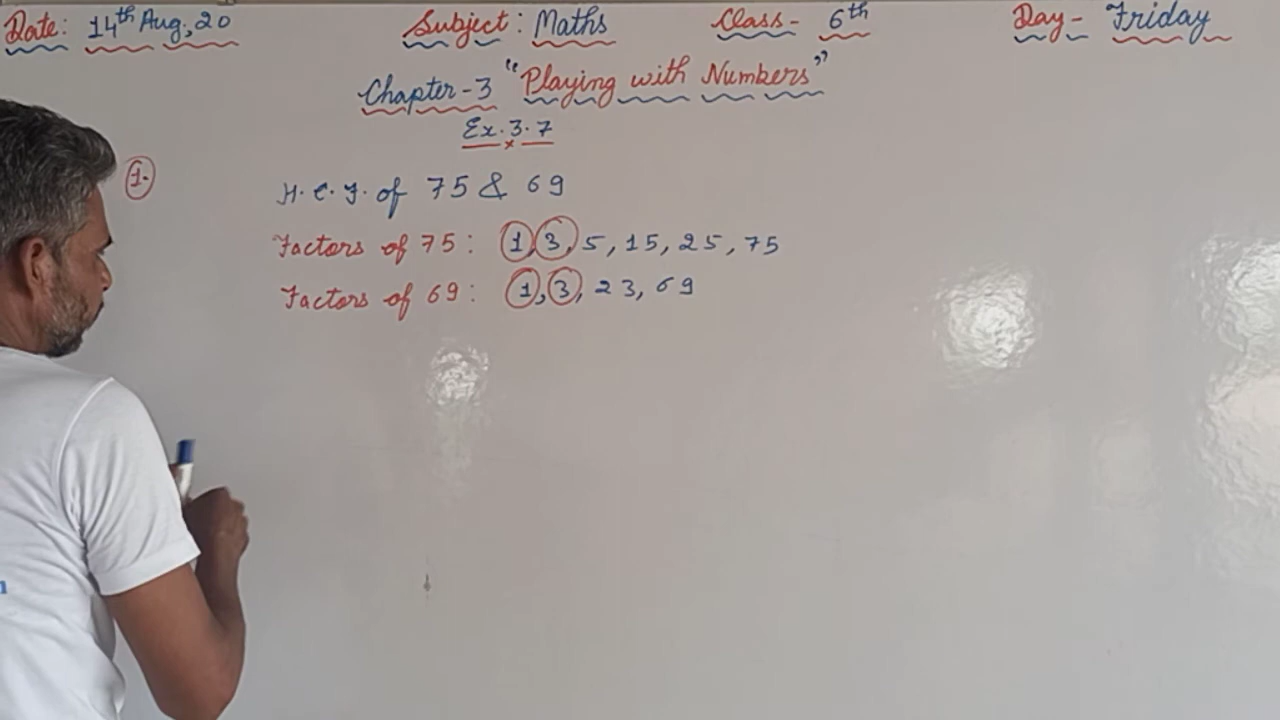 Date: 14th Aug, 20 Subject: Maths Class- 6th Day- Friday
Chapter-3 "Playing with Numbers"
Ex. 3.7
1. H.C.F. of 75 & 69
Factors of 75: 1, 3, 5, 15, 25, 75
Factors of 69: 1, 3, 23, 69